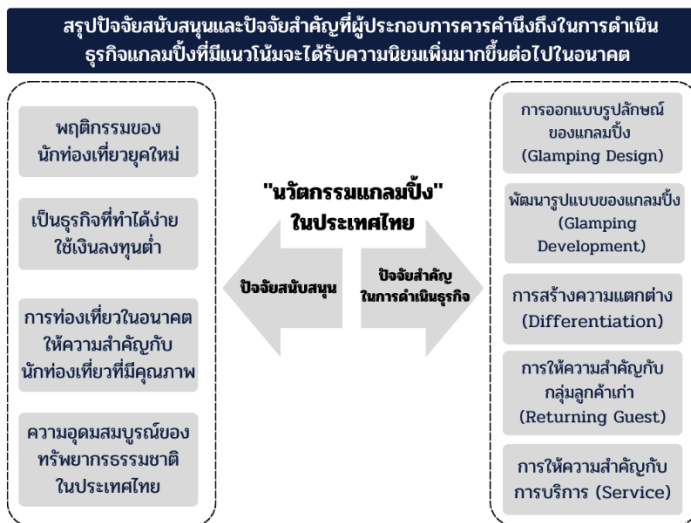 สรุปปัจจัยสนับสนุนและปัจจัยสำคัญที่ผู้ประกอบการควรคำนึงถึงในการดำเนิน
ธุรกิจแกลมปิ้งที่มีแนวโน้มจะได้รับความนิยมเพิ่มมากขึ้นต่อไปในอนาคต
พฤติกรรมของ
นักท่องเที่ยวยุคใหม่
เป็นธุรกิจที่ทำได้ง่าย
ใช้เงินลงทุนต่ำ
การท่องเที่ยวในอนาคต
ให้ความสำคัญกับ
นักท่องเที่ยวที่มีคุณภาพ
ความอุดมสมบูรณ์ของ
ทรัพยากรธรรมชาติ
ในประเทศไทย
"นวัตกรรมแกลมปิ้ง"
ในประเทศไทย
ปัจจัยสนับสนุน
ปัจจัยสำคัญ
ในการดำเนินธุรกิจ
การออกแบบรูปลักษณ์
ของแกลมปิ้ง
(Glamping Design)
พัฒนารูปแบบของแกลมปิ้ง
(Glamping
Development)
การสร้างความแตกต่าง
(Differentiation)
การให้ความสำคัญกับ
กลุ่มลูกค้าเก่า
(Returning Guest)
การให้ความสำคัญกับ
การบริการ (Service)